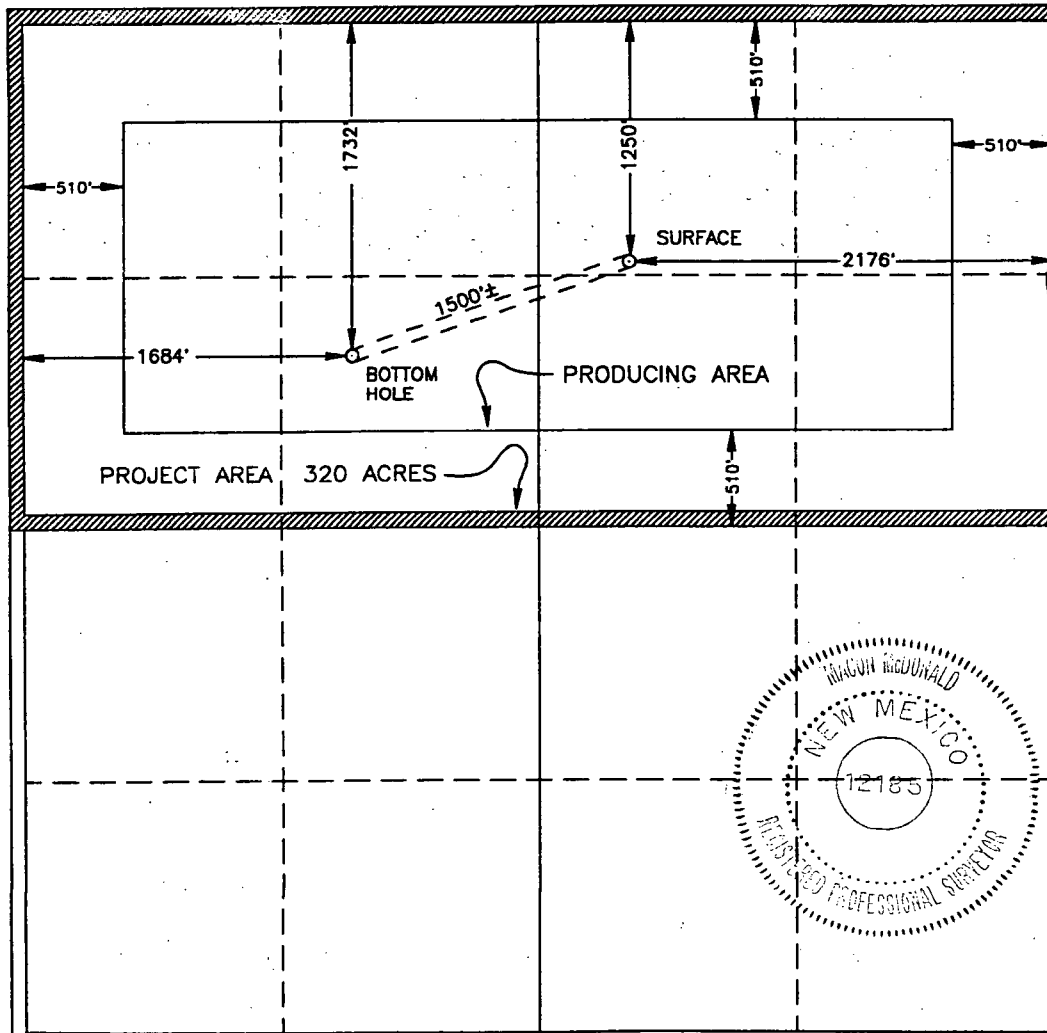 510'
1732'
1250'
510'
510'
SURFACE
2176'
1500'±
1684'
BOTTOM
HOLE
PRODUCING AREA
PROJECT AREA 320 ACRES
510'
MACON McDONALD
NEW MEXICO
12185
REGISTERED PROFESSIONAL SURVEYOR